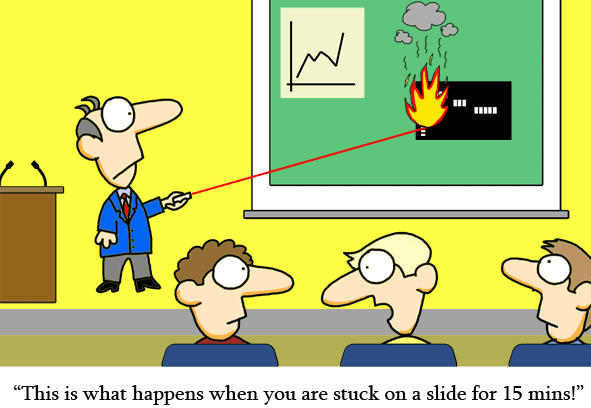 “This is what happens when you are stuck on a slide for 15 mins!”